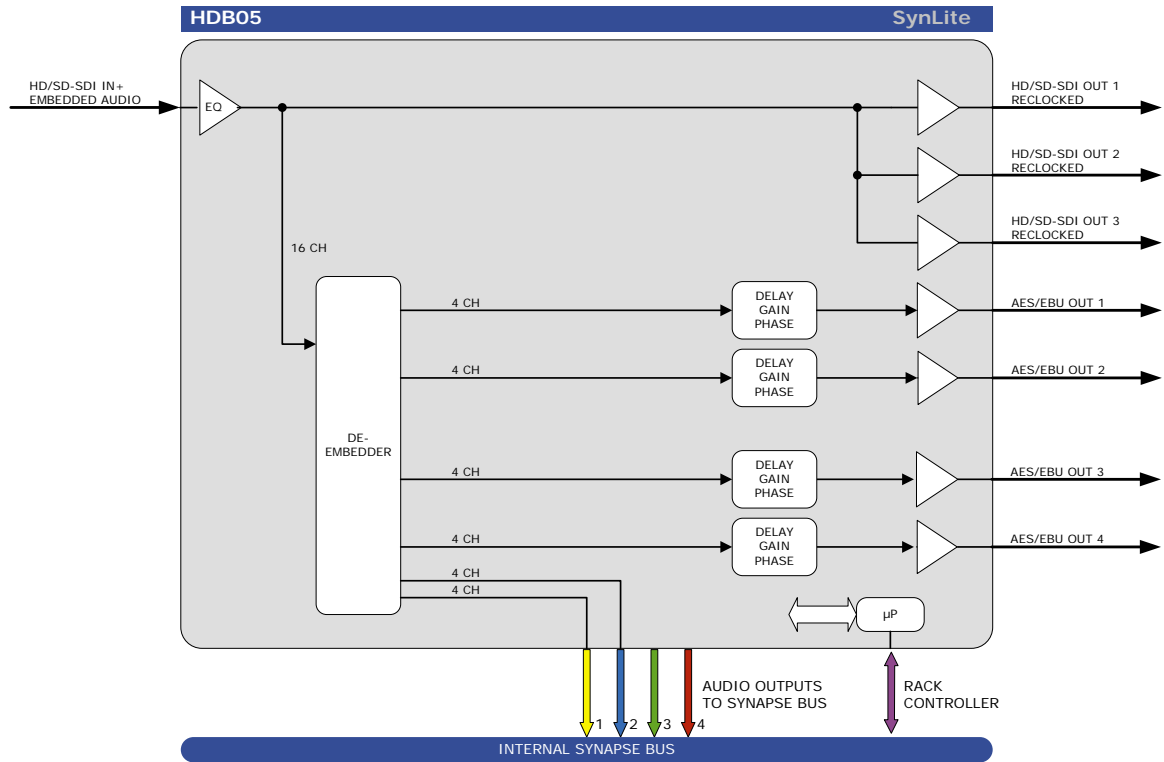 HDB05
SynLite
HD/SD-SDI IN+
EMBEDDED AUDIO
EQ
HD/SD-SDI OUT 1
RECLOCKED
HD/SD-SDI OUT 2
RECLOCKED
HD/SD-SDI OUT 3
RECLOCKED
16 CH
4 CH
DELAY
GAIN
PHASE
AES/EBU OUT 1
4 CH
DELAY
GAIN
PHASE
AES/EBU OUT 2
DE-
EMBEDDER
4 CH
DELAY
GAIN
PHASE
AES/EBU OUT 3
4 CH
DELAY
GAIN
PHASE
AES/EBU OUT 4
4 CH
4 CH
µP
AUDIO OUTPUTS
TO SYNAPSE BUS
RACK
CONTROLLER
1
2
3
4
INTERNAL SYNAPSE BUS